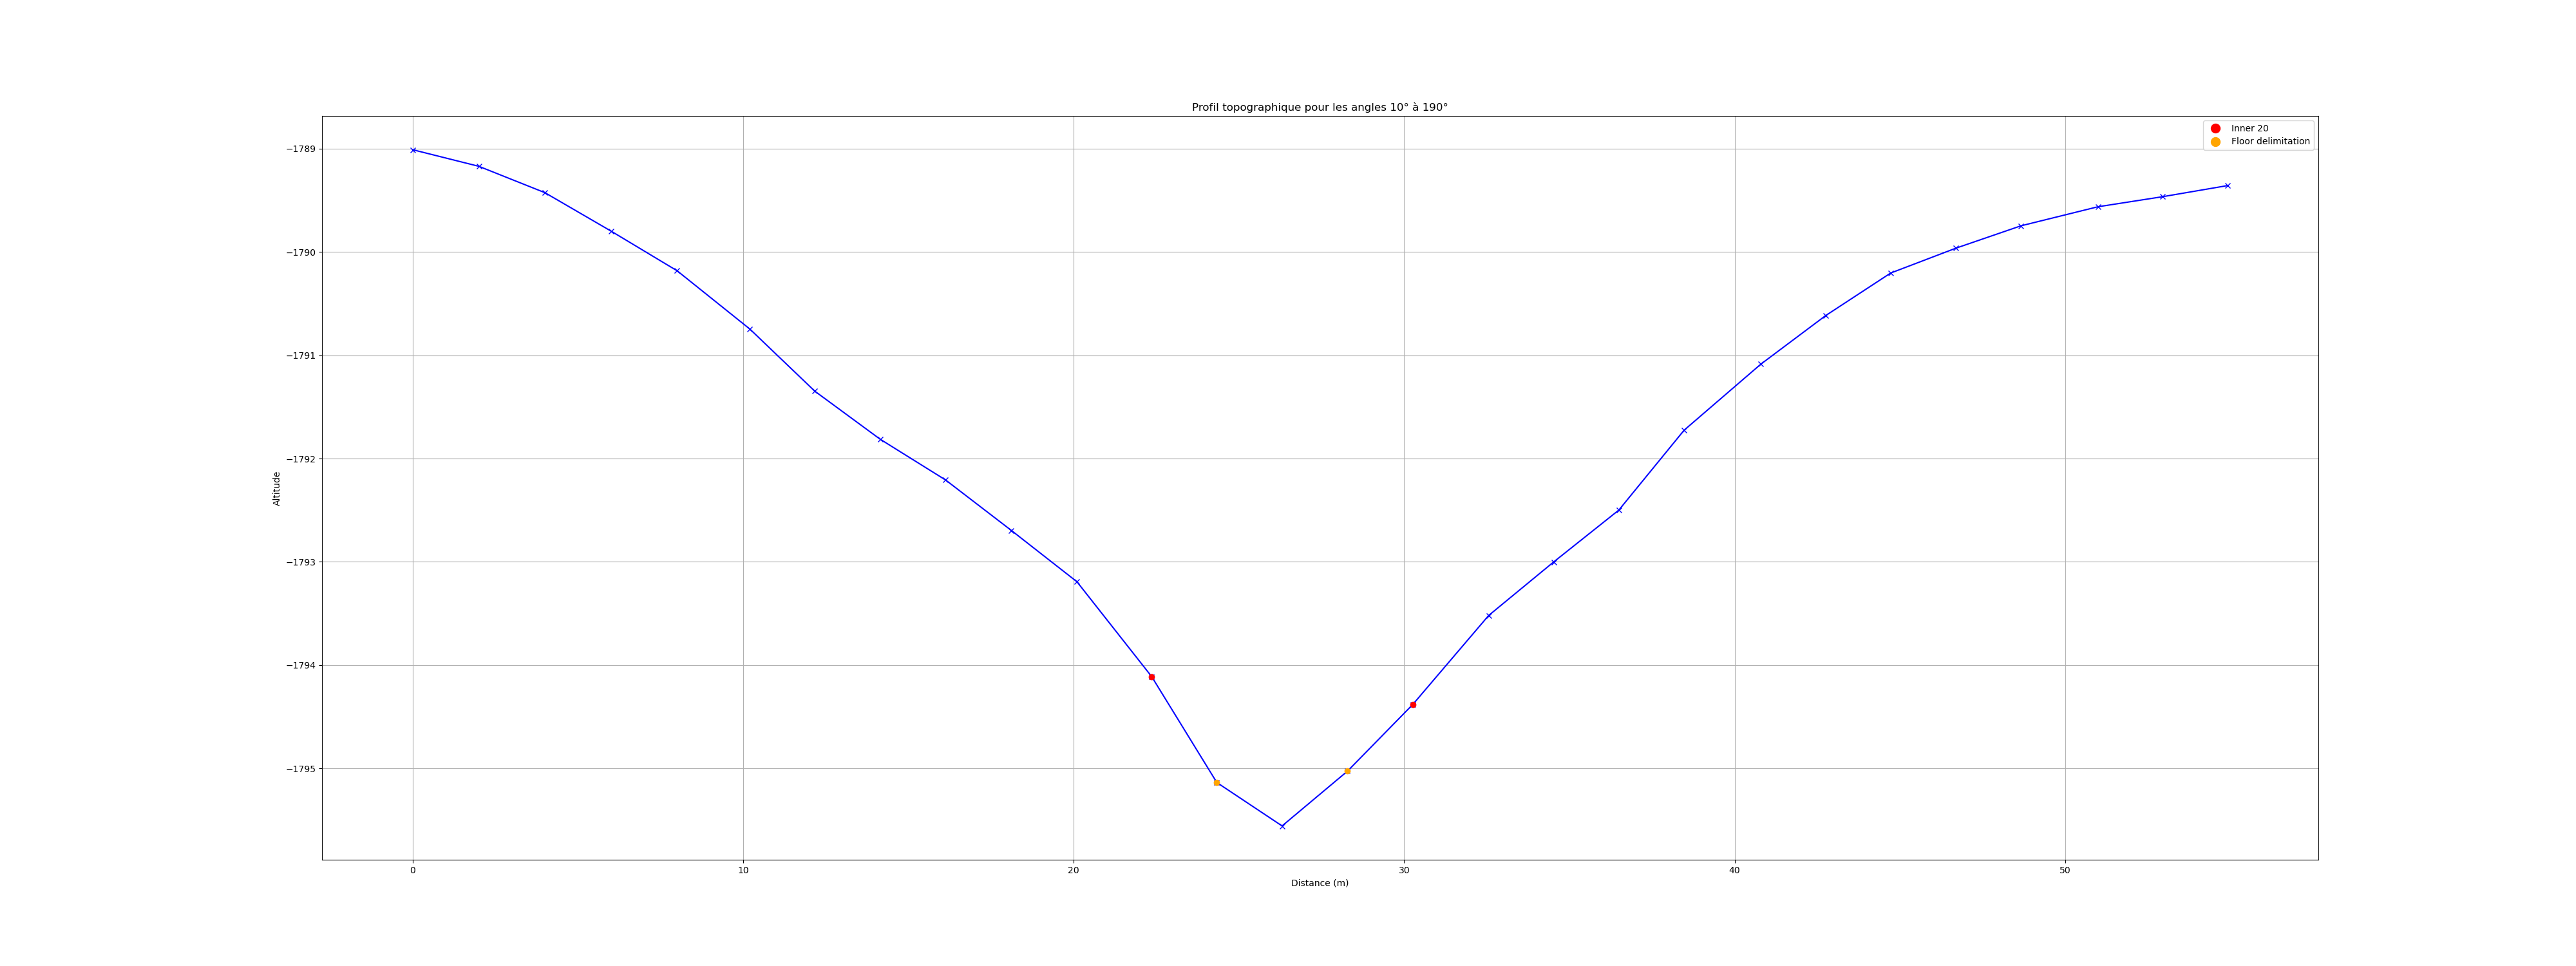 Profil topographique pour les angles 10° à 190°
Inner 20
Floor delimitation
−1789
−1790
−1791
−1792
−1793
−1794
−1795
Altitude
0 10 20 30 40 50
Distance (m)